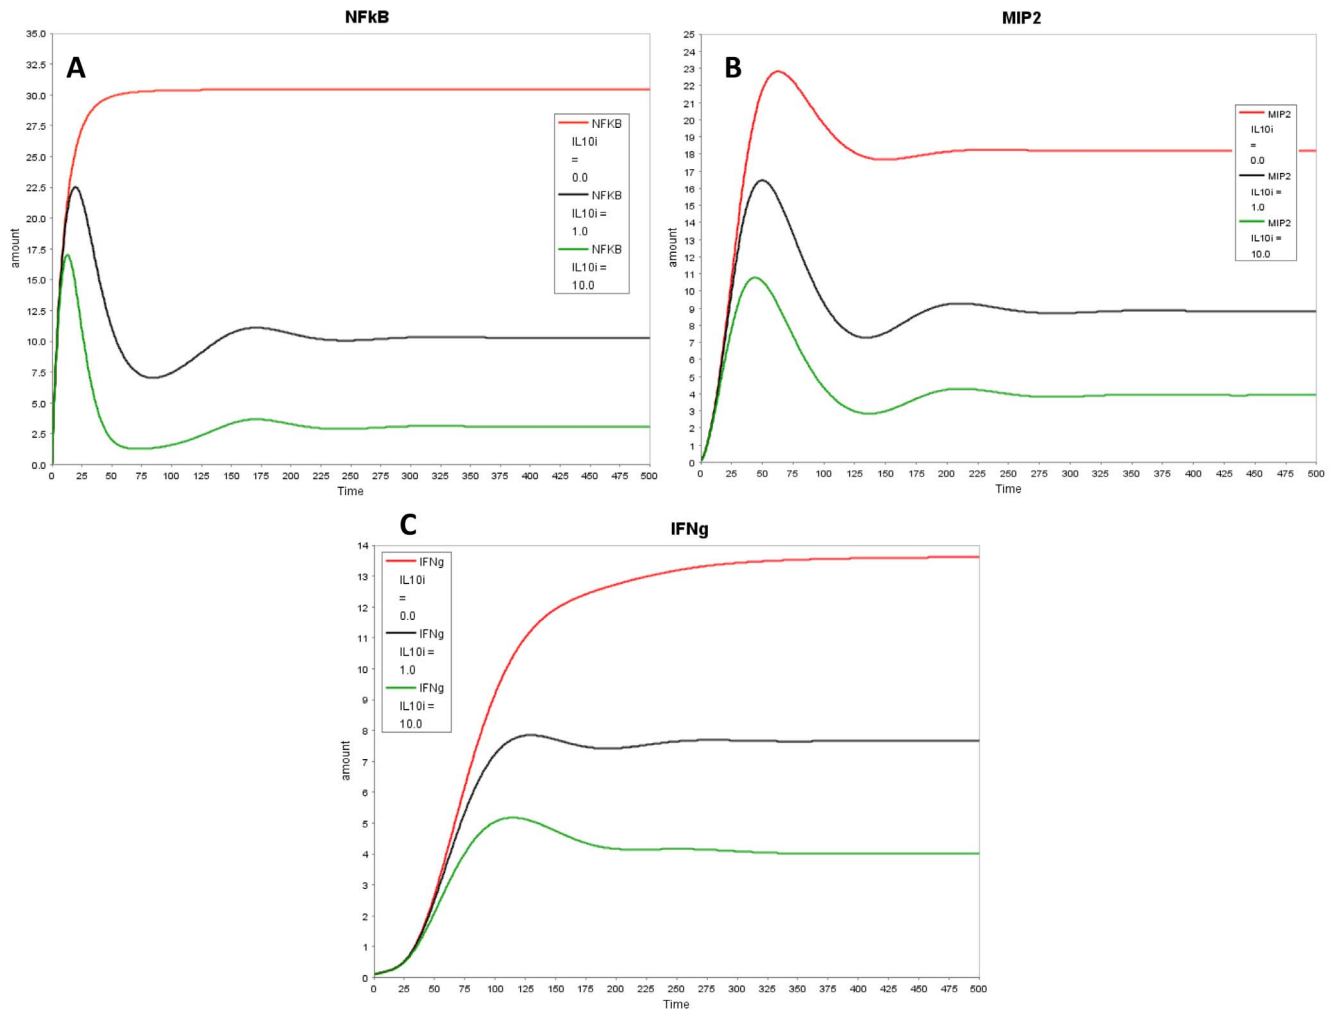 NFkB
A
35.0
32.5
30.0
27.5
25.0
22.5
20.0
17.5
15.0
12.5
10.0
7.5
5.0
2.5
0.0
amount
0 25 50 75 100 125 150 175 200 225 250 275 300 325 350 375 400 425 450 475 500
Time
NFKB
IL10i
=
0.0
NFKB
IL10i =
1.0
NFKB
IL10i =
10.0
MIP2
B
25
24
23
22
21
20
19
18
17
16
15
14
13
12
11
10
9
8
7
6
5
4
3
2
1
0
amount
0 25 50 75 100 125 150 175 200 225 250 275 300 325 350 375 400 425 450 475 500
Time
MIP2
IL10i
=
0.0
MIP2
IL10i =
1.0
MIP2
IL10i =
10.0
C
IFNg
14
13
12
11
10
9
8
7
6
5
4
3
2
1
0
amount
0 25 50 75 100 125 150 175 200 225 250 275 300 325 350 375 400 425 450 475 500
Time
IFNg
IL10i
=
0.0
IFNg
IL10i =
1.0
IFNg
IL10i =
10.0